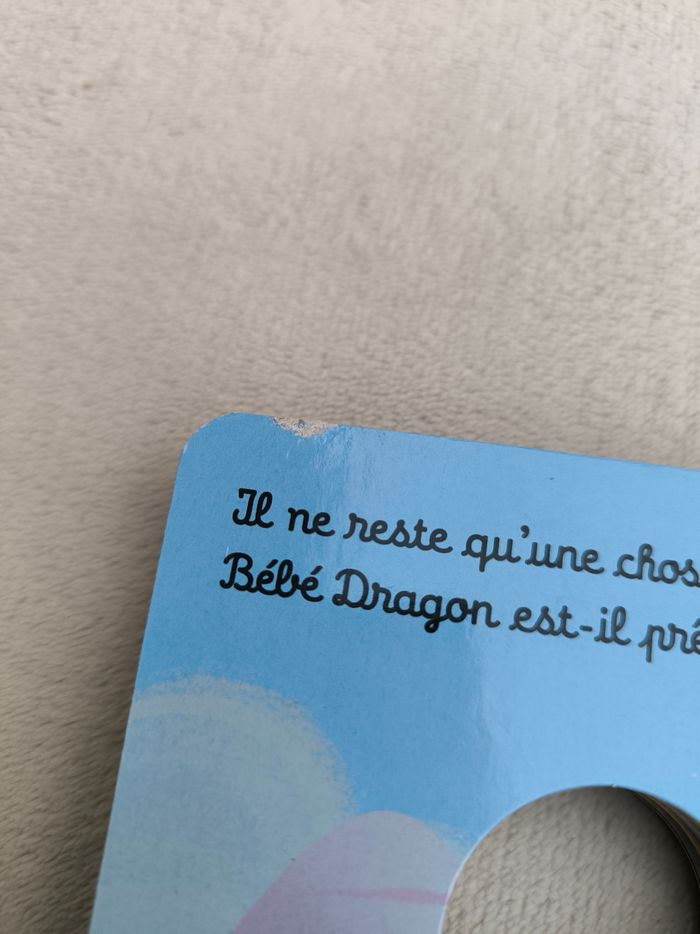 Il ne reste qu'une chos
Bébé Dragon est-il pré